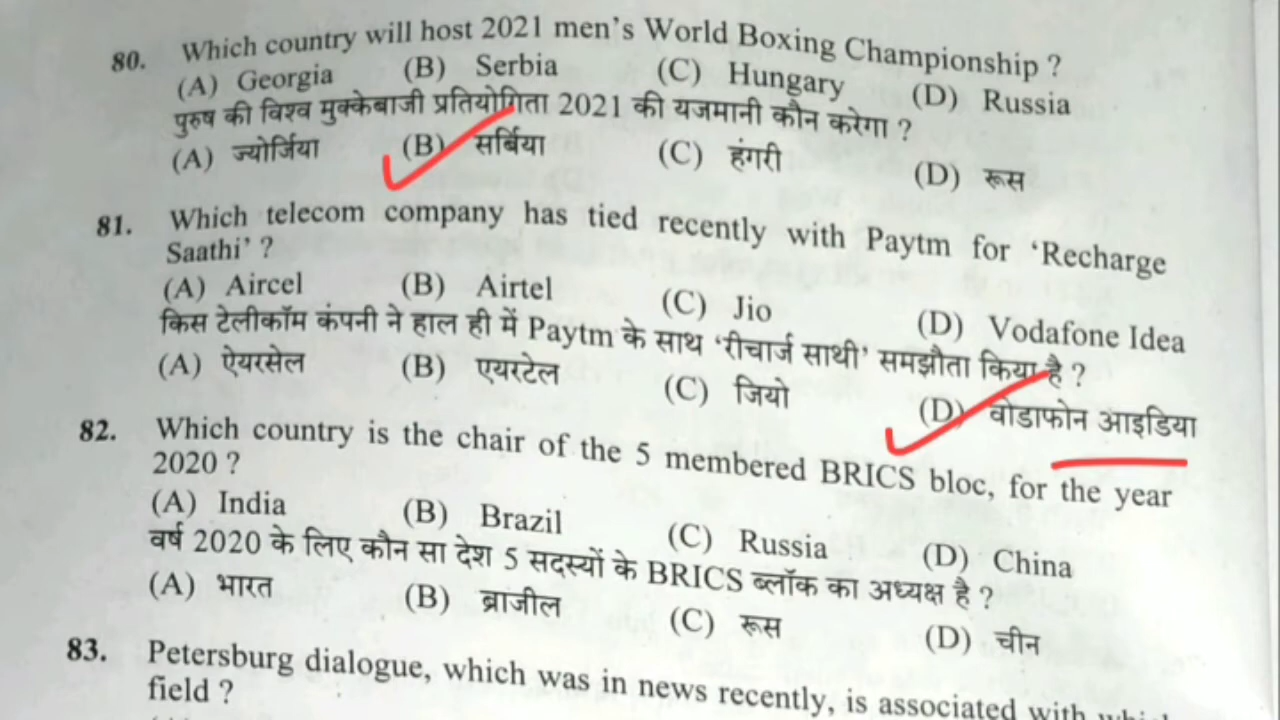 80. Which country will host 2021 men's World Boxing Championship ?
(A) Georgia (B) Serbia (C) Hungary (D) Russia
पुरुष की विश्व मुक्केबाजी प्रतियोगिता 2021 की यजमानी कौन करेगा ?
(A) ज्योर्जिया (B) सर्बिया (C) हंगरी (D) रूस
81. Which telecom company has tied recently with Paytm for 'Recharge
Saathi' ?
(A) Aircel (B) Airtel (C) Jio (D) Vodafone Idea
किस टेलीकॉम कंपनी ने हाल ही में Paytm के साथ 'रीचार्ज साथी' समझौता किया है ?
(A) ऐयरसेल (B) एयरटेल (C) जियो (D) वोडाफोन आइडिया
82. Which country is the chair of the 5 membered BRICS bloc, for the year
2020 ?
(A) India (B) Brazil (C) Russia (D) China
वर्ष 2020 के लिए कौन सा देश 5 सदस्यों के BRICS ब्लॉक का अध्यक्ष है ?
(A) भारत (B) ब्राजील (C) रूस (D) चीन
83. Petersburg dialogue, which was in news recently, is associated with which
field ?